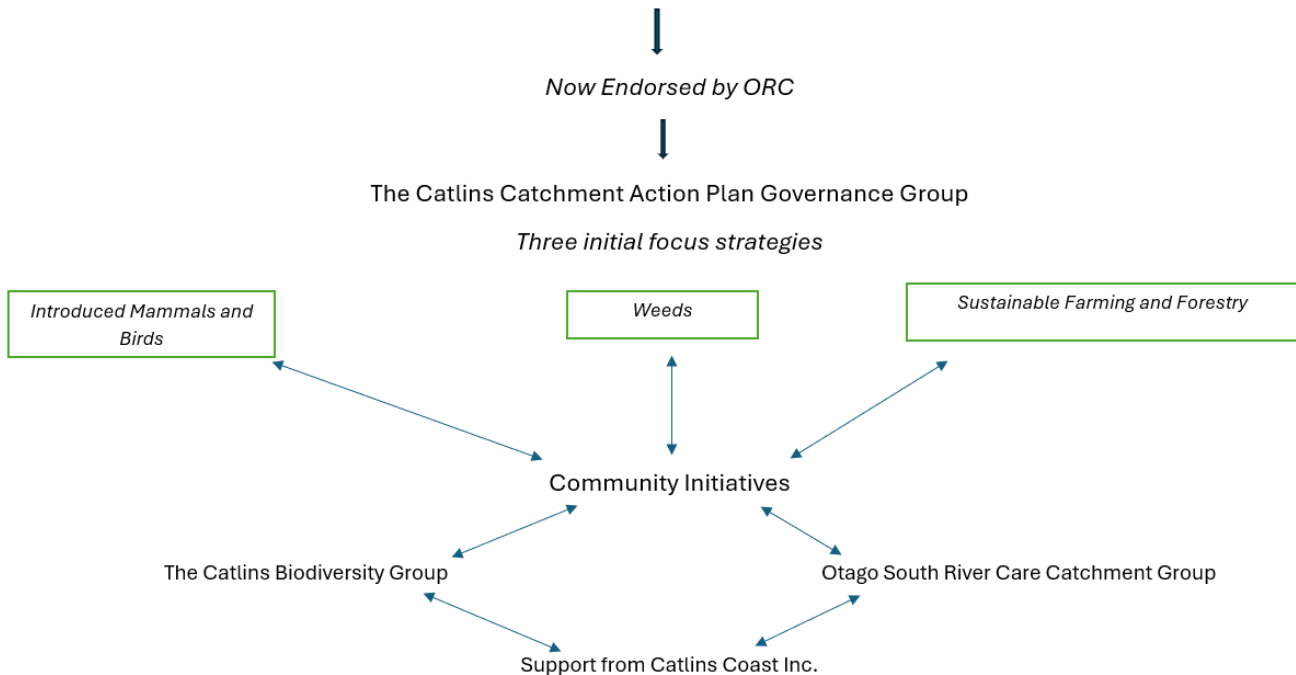 Now Endorsed by ORC
The Catlins Catchment Action Plan Governance Group
Three initial focus strategies
Introduced Mammals and
Birds
Weeds
Sustainable Farming and Forestry
Community Initiatives
The Catlins Biodiversity Group
Otago South River Care Catchment Group
Support from Catlins Coast Inc.